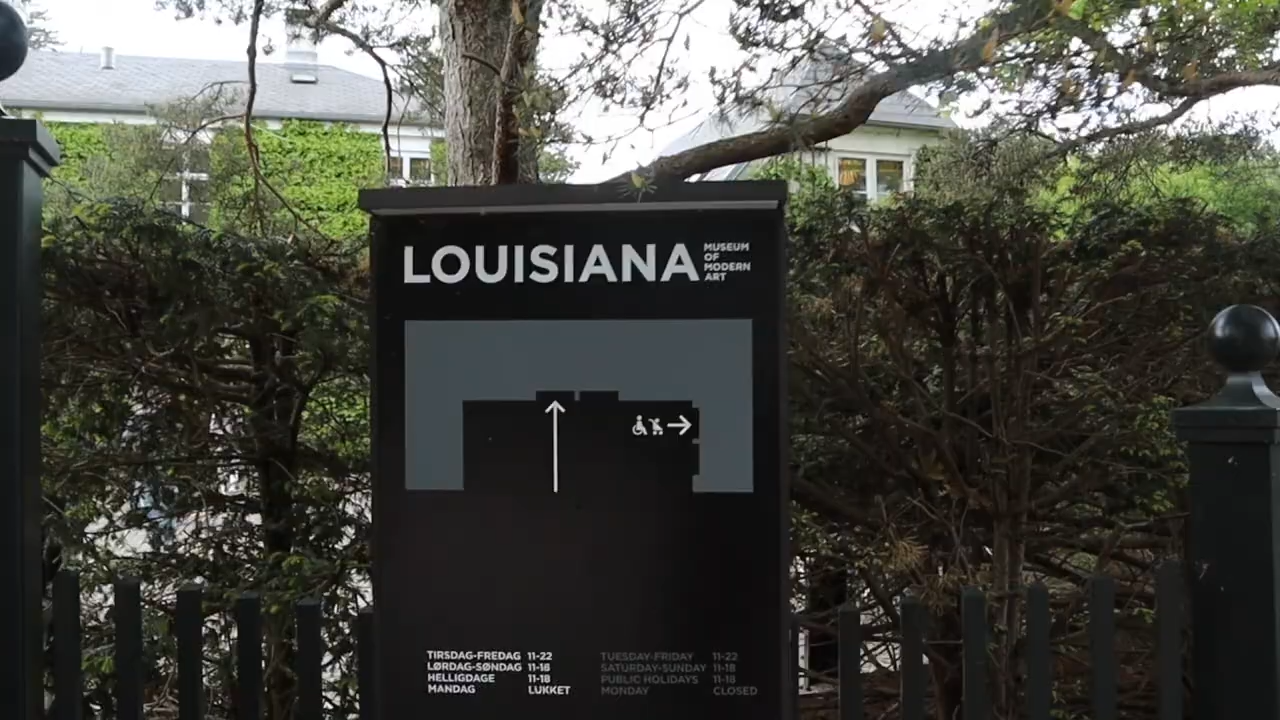 LOUISIANA
MUSEUM
OF
MODERN
ART
TIRSDAG-FREDAG 11-22
LØRDAG-SØNDAG 11-18
HELLIGDAGE 11-18
MANDAG LUKKET
TUESDAY-FRIDAY 11-22
SATURDAY-SUNDAY 11-18
PUBLIC HOLIDAYS 11-18
MONDAY CLOSED